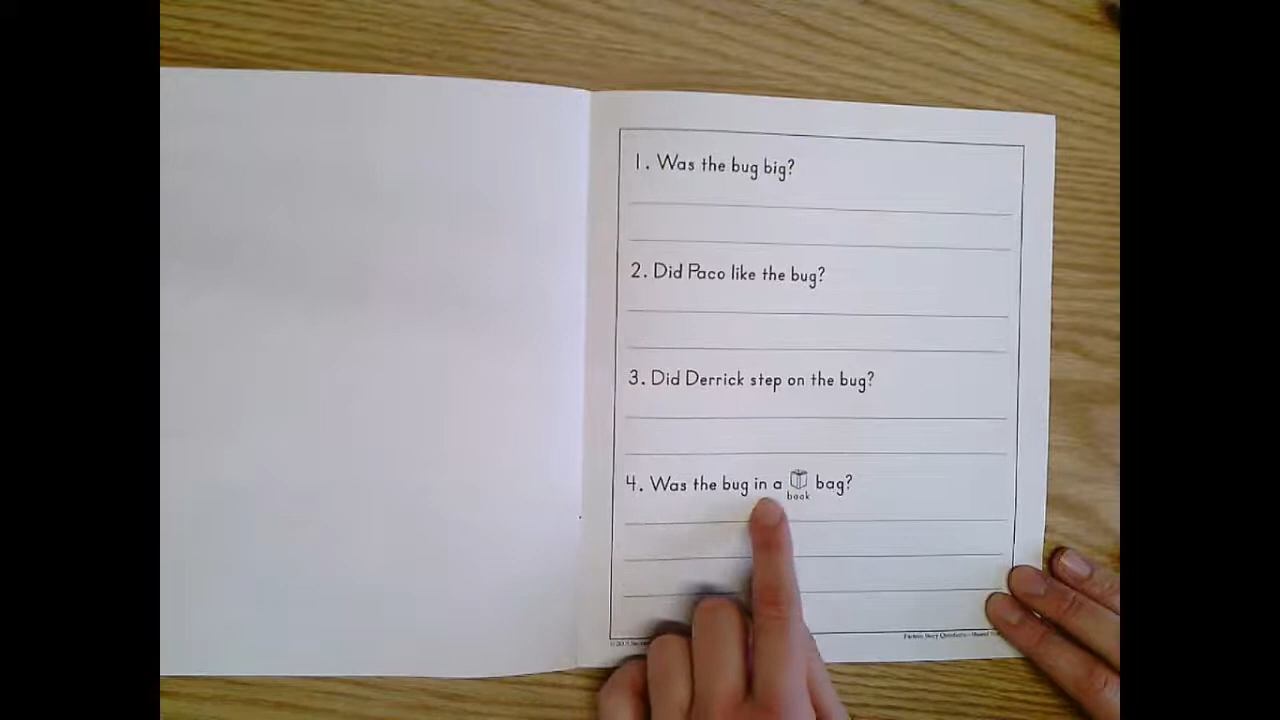 1. Was the bug big?
2. Did Paco like the bug?
3. Did Derrick step on the bug?
4. Was the bug in a book bag?